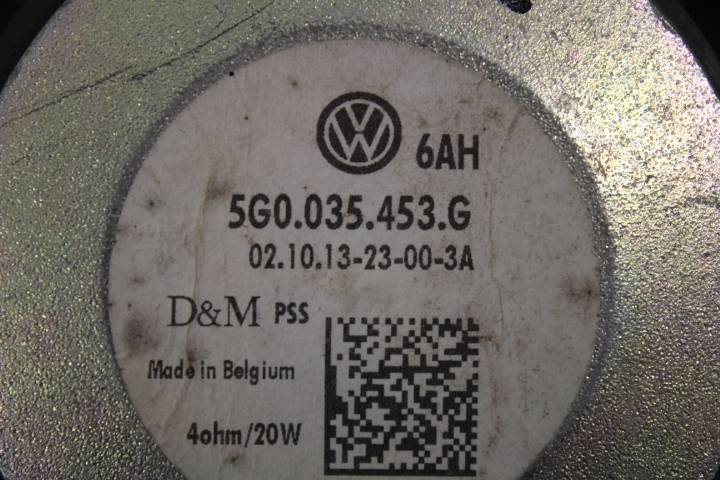 6AH
5G0.035.453.G
02.10.13-23-00-3A
D&M PSS
Made in Belgium
4ohm/20W